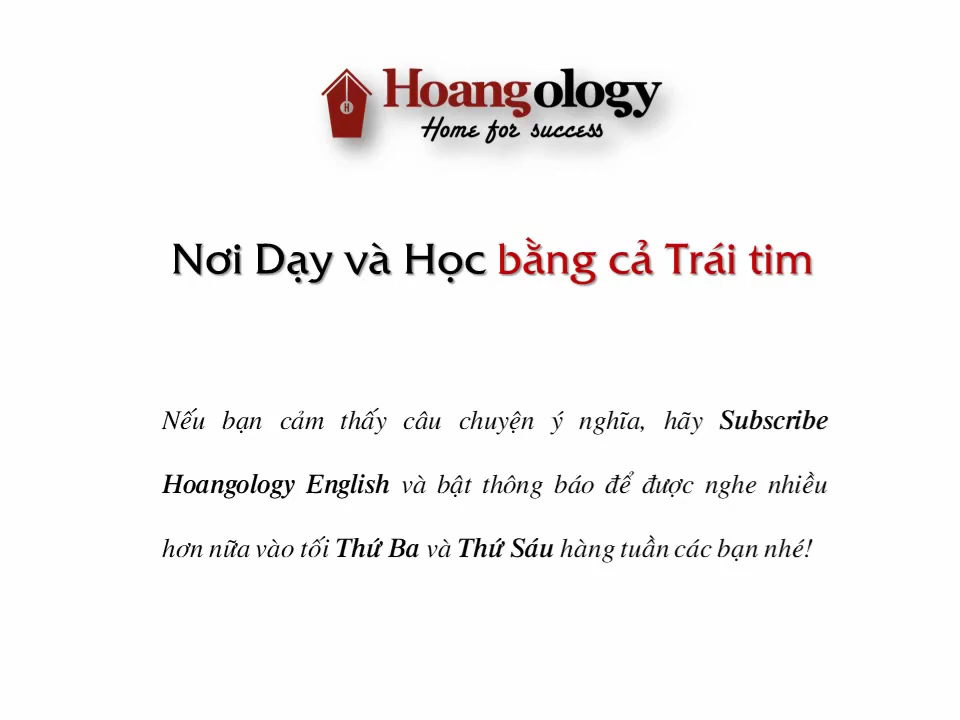 H
Hoangology
Home for success
Nơi Dạy và Học bằng cả Trái tim
Nếu bạn cảm thấy câu chuyện ý nghĩa, hãy Subscribe
Hoangology English và bật thông báo để được nghe nhiều
hơn nữa vào tối Thứ Ba và Thứ Sáu hàng tuần các bạn nhé!